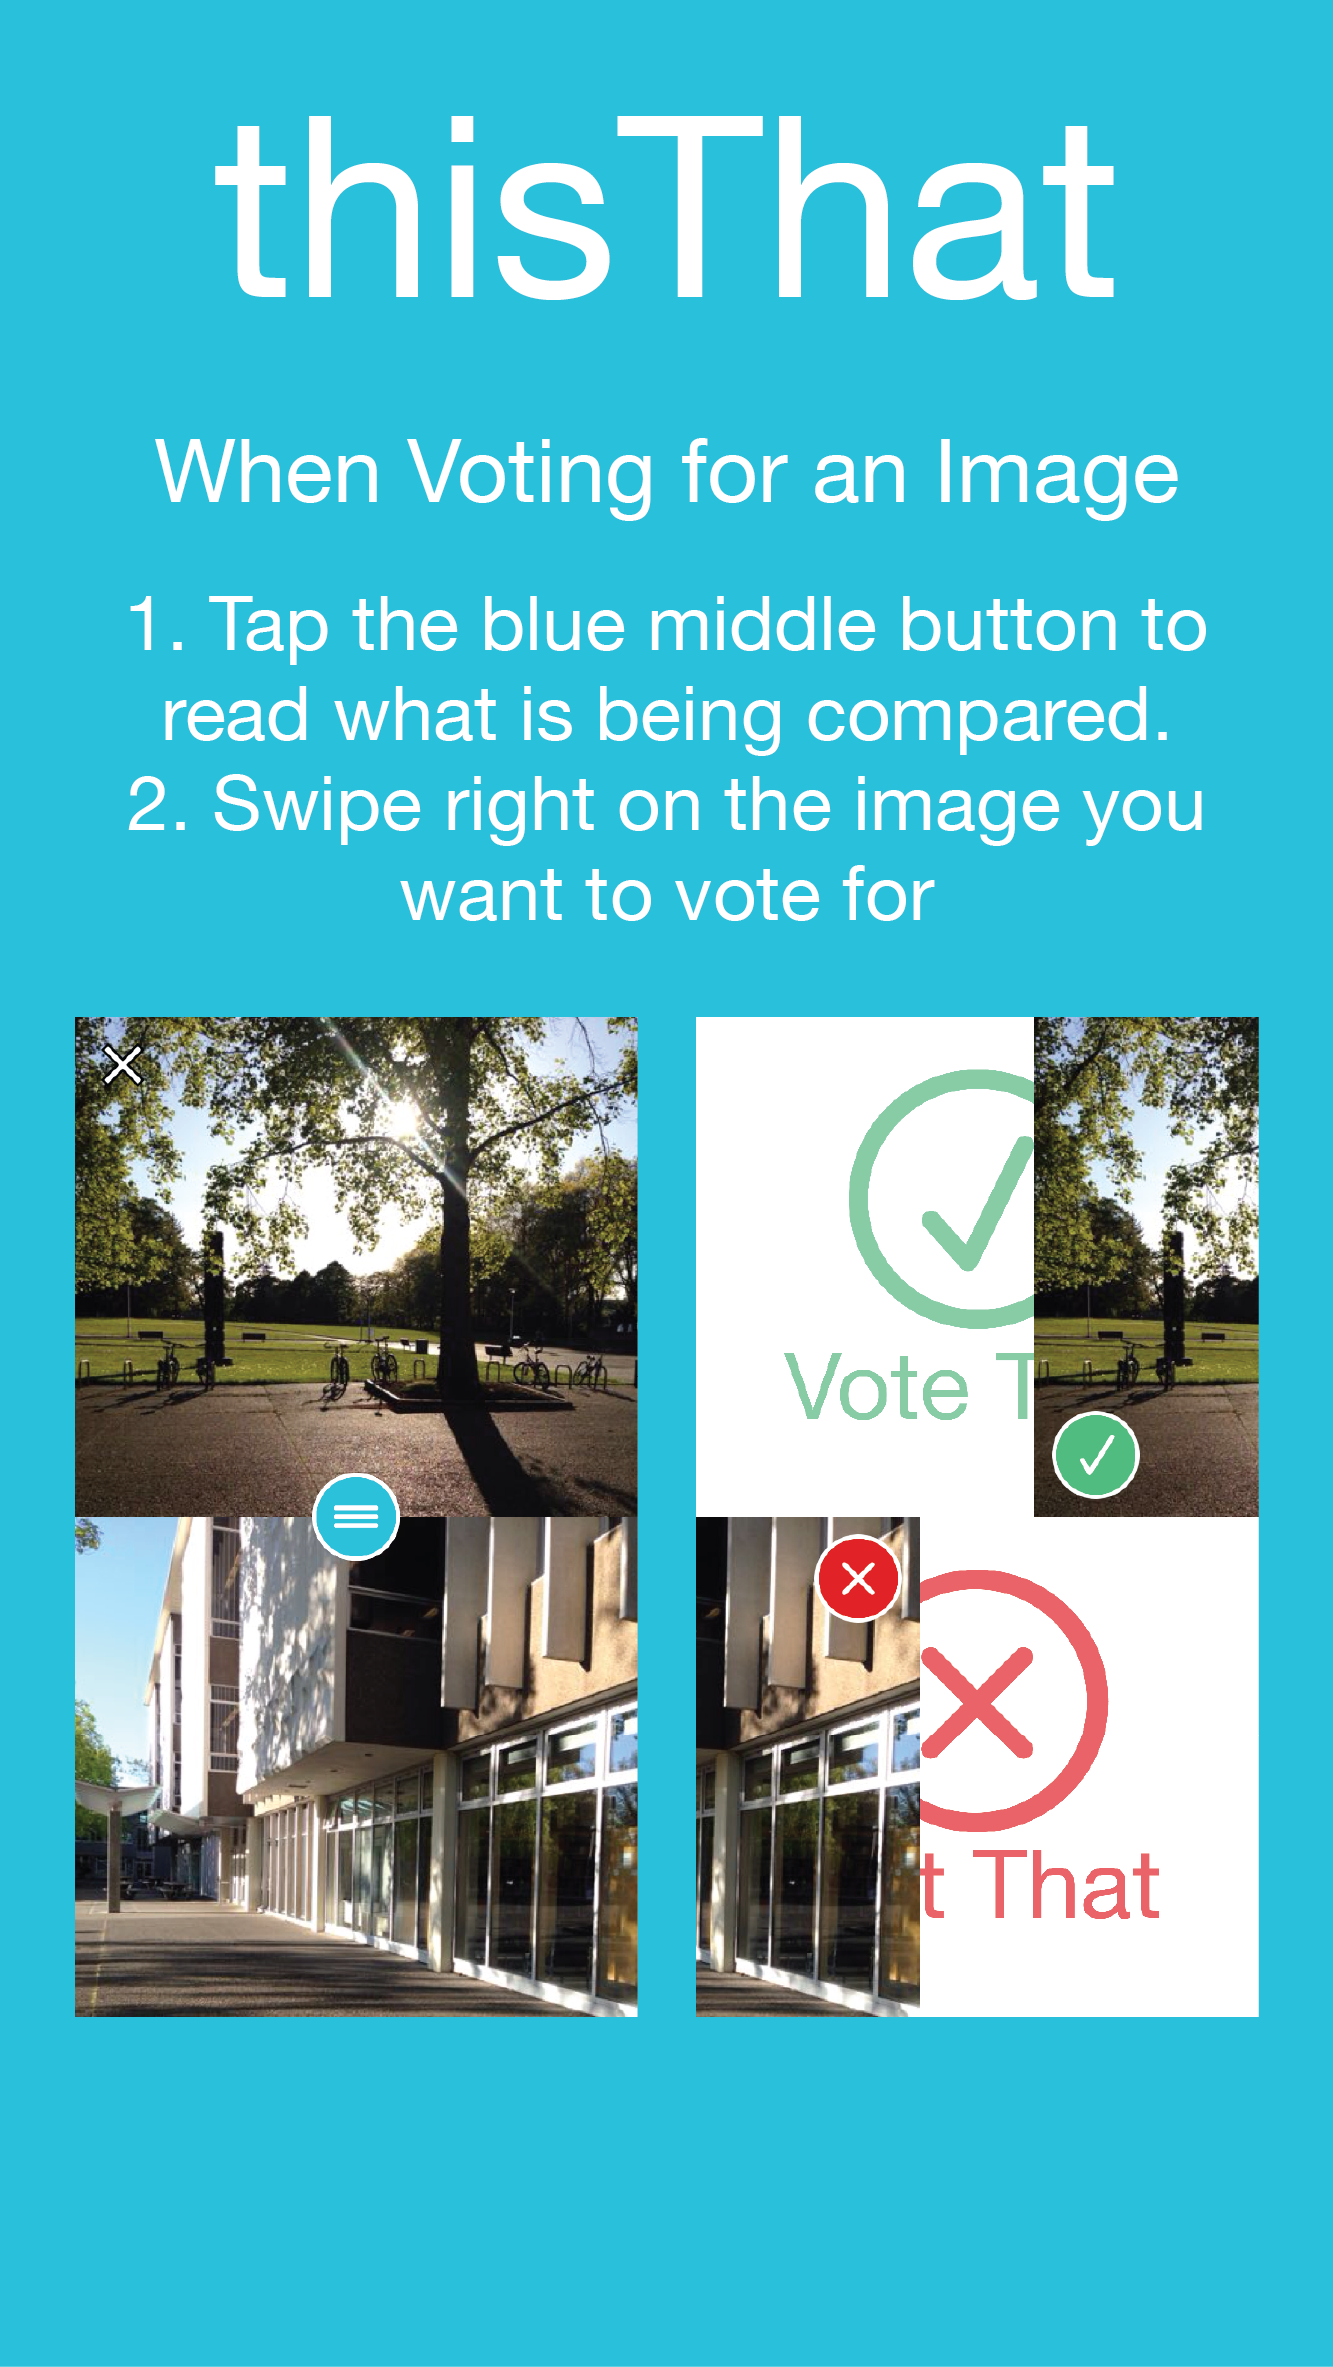 thisThat
When Voting for an Image
1. Tap the blue middle button to
read what is being compared.
2. Swipe right on the image you
want to vote for
Vote T
t That